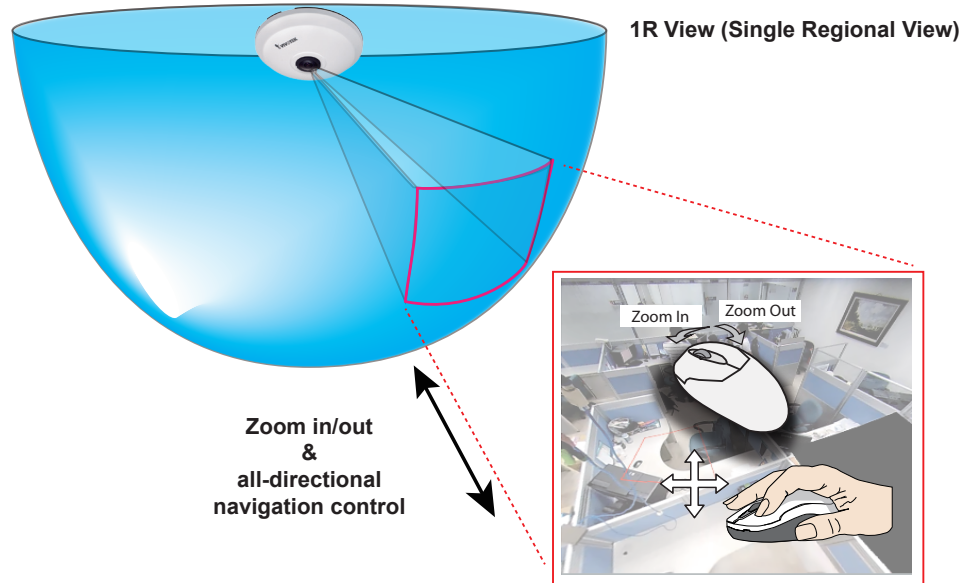 1R View (Single Regional View)
Zoom In
Zoom Out
Zoom in/out
&
all-directional
navigation control